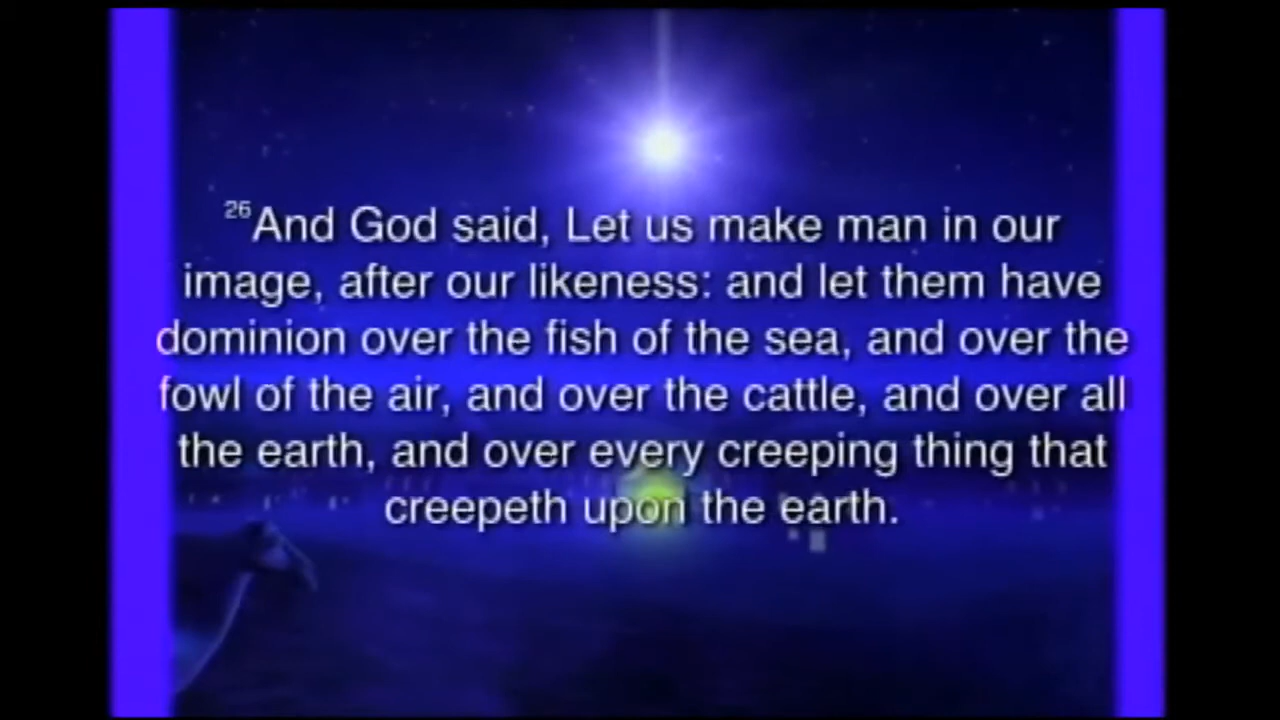 26And God said, Let us make man in our
image, after our likeness: and let them have
dominion over the fish of the sea, and over the
fowl of the air, and over the cattle, and over all
the earth, and over every creeping thing that
creepeth upon the earth.